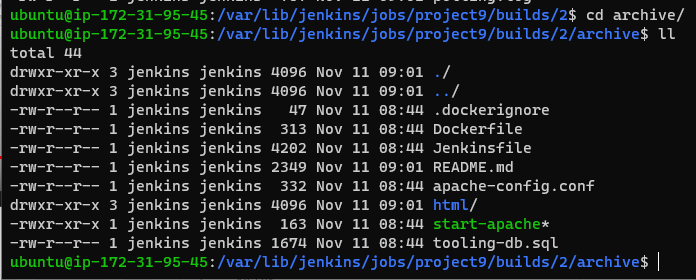 ubuntu@ip-172-31-95-45:/var/lib/jenkins/jobs/project9/builds/2$ cd archive/
ubuntu@ip-172-31-95-45:/var/lib/jenkins/jobs/project9/builds/2/archive$ ll
total 44
drwxr-xr-x 3 jenkins jenkins 4096 Nov 11 09:01 ./
drwxr-xr-x 3 jenkins jenkins 4096 Nov 11 09:01 ../
-rw-r--r-- 1 jenkins jenkins   47 Nov 11 08:44 .dockerignore
-rw-r--r-- 1 jenkins jenkins  313 Nov 11 08:44 Dockerfile
-rw-r--r-- 1 jenkins jenkins 4202 Nov 11 08:44 Jenkinsfile
-rw-r--r-- 1 jenkins jenkins 2349 Nov 11 09:01 README.md
-rw-r--r-- 1 jenkins jenkins  332 Nov 11 08:44 apache-config.conf
drwxr-xr-x 3 jenkins jenkins 4096 Nov 11 09:01 html/
-rwxr-xr-x 1 jenkins jenkins  163 Nov 11 08:44 start-apache*
-rw-r--r-- 1 jenkins jenkins 1674 Nov 11 08:44 tooling-db.sql
ubuntu@ip-172-31-95-45:/var/lib/jenkins/jobs/project9/builds/2/archive$